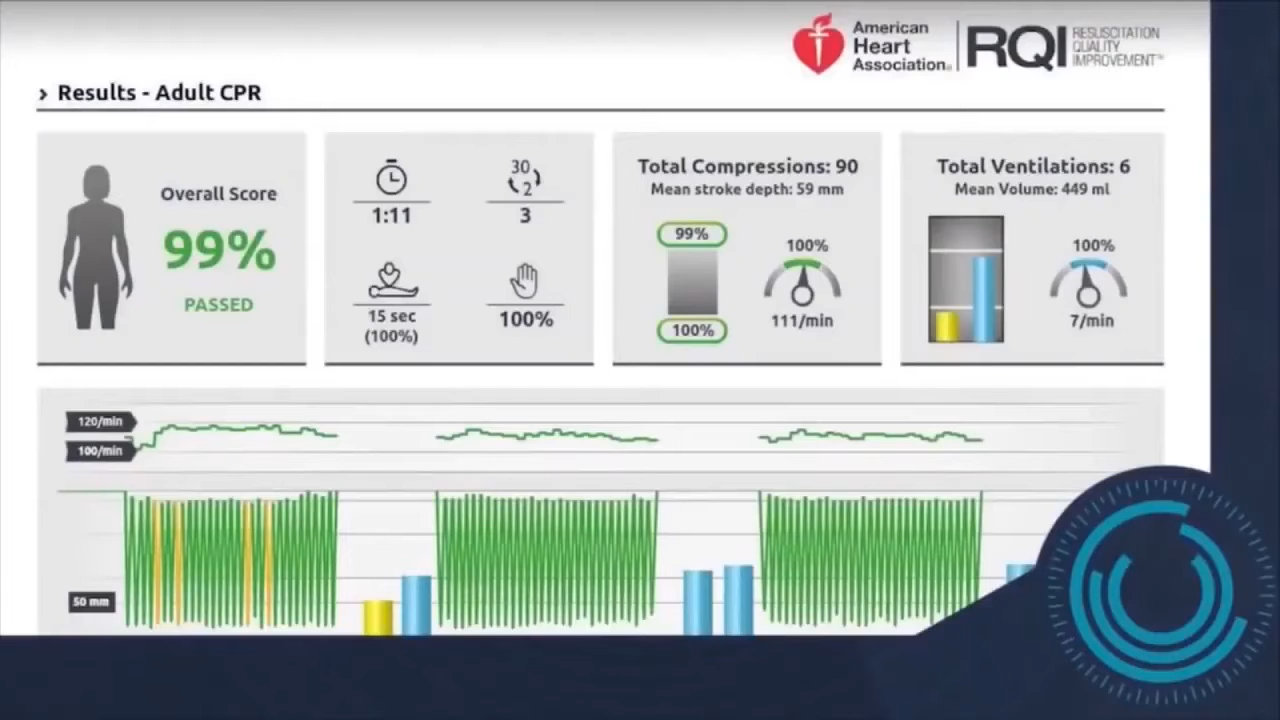 American
Heart
Association®
RQI
RESUSCITATION
QUALITY
IMPROVEMENT™
› Results - Adult CPR
Overall Score
99%
PASSED
1:11
30
2
3
15 sec
(100%)
100%
Total Compressions: 90
Mean stroke depth: 59 mm
99%
100%
100%
111/min
Total Ventilations: 6
Mean Volume: 449 ml
100%
7/min
120/min
100/min
50 mm